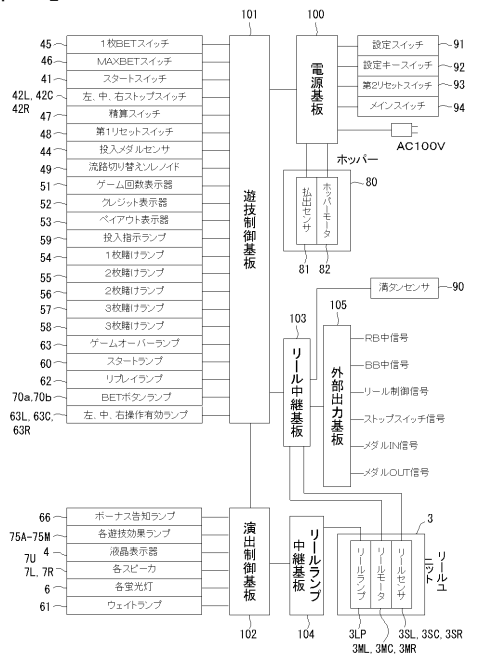 101
100
45
1枚BETスイッチ
46
MAXBETスイッチ
41
スタートスイッチ
42L, 42C
42R
左、中、右ストップスイッチ
47
精算スイッチ
48
第1リセットスイッチ
44
投入メダルセンサ
49
流路切り替えソレノイド
51
ゲーム回数表示器
52
クレジット表示器
53
ペイアウト表示器
59
投入指示ランプ
54
1枚賭けランプ
55
2枚賭けランプ
56
2枚賭けランプ
57
3枚賭けランプ
58
3枚賭けランプ
63
ゲームオーバーランプ
60
スタートランプ
62
リプレイランプ
70a,70b
BETボタンランプ
63L, 63C,
63R
左、中、右操作有効ランプ
遊技制御基板
電源基板
設定スイッチ
91
設定キースイッチ
92
第2リセットスイッチ
93
メインスイッチ
94
AC100V
ホッパー
80
払出センサ
ホッパーモータ
81
82
満タンセンサ
90
103
リール中継基板
105
外部出力基板
RB中信号
BB中信号
リール制御信号
ストップスイッチ信号
メダルIN信号
メダルOUT信号
66
ボーナス告知ランプ
75A-75M
各遊技効果ランプ
4
液晶表示器
7U
7L, 7R
各スピーカ
6
各蛍光灯
61
ウェイトランプ
演出制御基板
102
リールランプ
中継基板
104
3
リールユ
ニット
リールランプ
リールモータ
リールセンサ
3LP
3SL, 3SC, 3SR
3ML, 3MC, 3MR